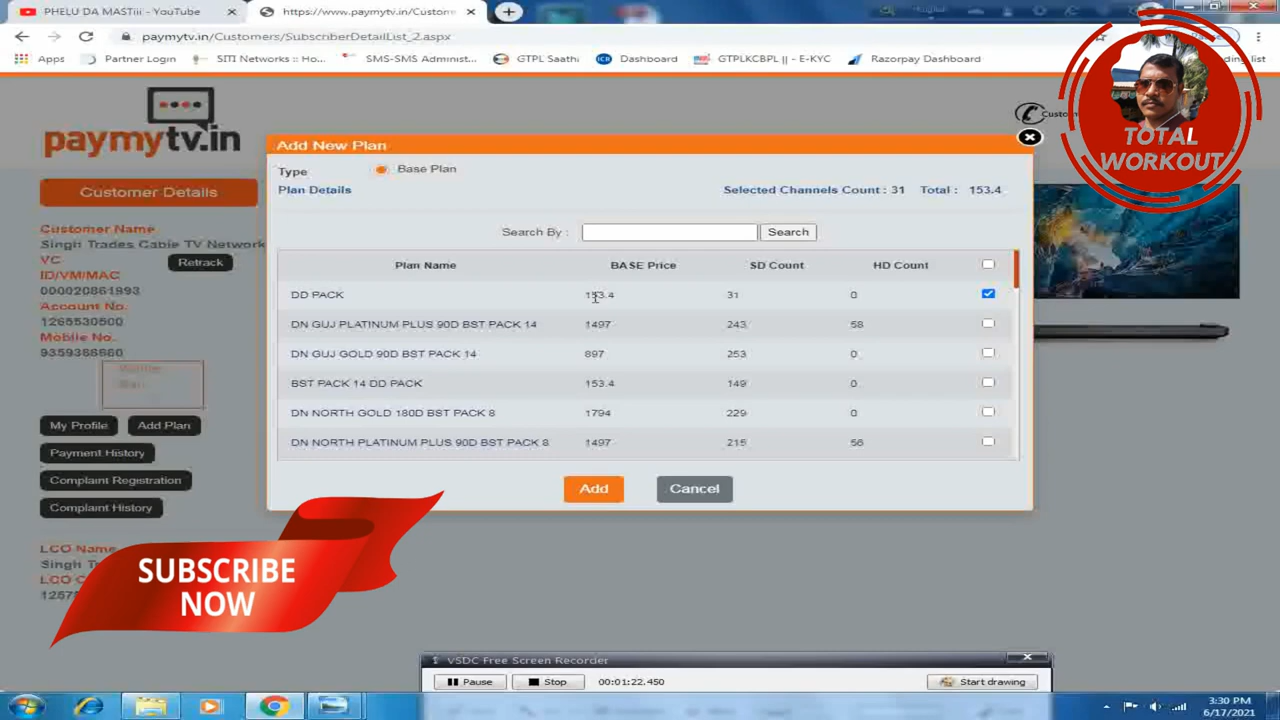 PHELU DA MASTiii - YouTube
https://www.paymytv.in/Custom
paymytv.in/Customers/SubscriberDetailList_2.aspx
Apps Partner Login SITI Networks :: Ho... SMS-SMS Administ... GTPL Saathi Dashboard GTPLKCBPL || - E-KYC Razorpay Dashboard
TOTAL
WORKOUT
paymytv.in
Add New Plan
Type Base Plan
Plan Details Selected Channels Count : 31 Total : 153.4
Search By : Search
Plan Name BASE Price SD Count HD Count
DD PACK 153.4 31 0
DN GUJ PLATINUM PLUS 90D BST PACK 14 1497 243 58
DN GUJ GOLD 90D BST PACK 14 897 253 0
BST PACK 14 DD PACK 153.4 149 0
DN NORTH GOLD 180D BST PACK 8 1794 229 0
DN NORTH PLATINUM PLUS 90D BST PACK 8 1497 215 56
Add Cancel
Customer Details
Customer Name
Singh Trades Cable TV Network
VC
ID/VM/MAC Retrack
000020861993
Account No.
1265530500
Mobile No.
9359386660
My Profile Add Plan
Payment History
Complaint Registration
Complaint History
LCO Name
SUBSCRIBE
NOW
VSDC Free Screen Recorder
Pause Stop 00:01:22.450 Start drawing
3:30 PM
6/17/2021